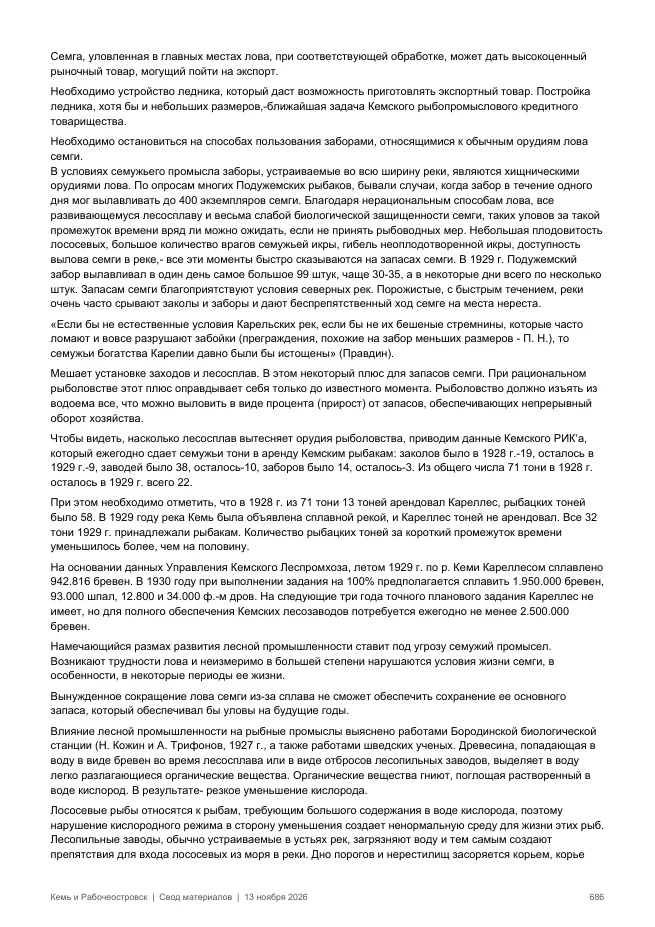 Семга, уловленная в главных местах лова, при соответствующей обработке, может дать высокоценный
рыночный товар, могущий пойти на экспорт.
Необходимо устройство ледника, который даст возможность приготовлять экспортный товар. Постройка
ледника, хотя бы и небольших размеров,-ближайшая задача Кемского рыбопромыслового кредитного
товарищества.
Необходимо остановиться на способах пользования заборами, относящимися к обычным орудиям лова
семги.
В условиях семужьего промысла заборы, устраиваемые во всю ширину реки, являются хищническими
орудиями лова. По опросам многих Подужемских рыбаков, бывали случаи, когда забор в течение одного
дня мог вылавливать до 400 экземпляров семги. Благодаря нерациональным способам лова, все
развивающемуся лесосплаву и весьма слабой биологической защищенности семги, таких уловов за такой
промежуток времени вряд ли можно ожидать, если не принять рыбоводных мер. Небольшая плодовитость
лососевых, большое количество врагов семужьей икры, гибель неоплодотворенной икры, доступность
вылова семги в реке,- все эти моменты быстро сказываются на запасах семги. В 1929 г. Подужемский
забор вылавливал в один день самое большое 99 штук, чаще 30-35, а в некоторые дни всего по несколько
штук. Запасам семги благоприятствуют условия северных рек. Порожистые, с быстрым течением, реки
очень часто срывают заколы и заборы и дают беспрепятственный ход семге на места нереста.
«Если бы не естественные условия Карельских рек, если бы не их бешеные стремнины, которые часто
ломают и вовсе разрушают забойки (преграждения, похожие на забор меньших размеров - П. Н.), то
семужьи богатства Карелии давно были бы истощены» (Правдин).
Мешает установке заходов и лесосплав. В этом некоторый плюс для запасов семги. При рациональном
рыболовстве этот плюс оправдывает себя только до известного момента. Рыболовство должно изъять из
водоема все, что можно выловить в виде процента (прирост) от запасов, обеспечивающих непрерывный
оборот хозяйства.
Чтобы видеть, насколько лесосплав вытесняет орудия рыболовства, приводим данные Кемского РИК'а,
который ежегодно сдает семужьи тони в аренду Кемским рыбакам: заколов было в 1928 г.-19, осталось в
1929 г.-9, заводей было 38, осталось-10, заборов было 14, осталось-3. Из общего числа 71 тони в 1928 г.
осталось в 1929 г. всего 22.
При этом необходимо отметить, что в 1928 г. из 71 тони 13 тоней арендовал Кареллес, рыбацких тоней
было 58. В 1929 году река Кемь была объявлена сплавной рекой, и Кареллес тоней не арендовал. Все 32
тони 1929 г. принадлежали рыбакам. Количество рыбацких тоней за короткий промежуток времени
уменьшилось более, чем на половину.
На основании данных Управления Кемского Леспромхоза, летом 1929 г. по р. Кеми Кареллесом сплавлено
942.816 бревен. В 1930 году при выполнении задания на 100% предполагается сплавить 1.950.000 бревен,
93.000 шпал, 12.800 и 34.000 ф.-м дров. На следующие три года точного планового задания Кареллес не
имеет, но для полного обеспечения Кемских лесозаводов потребуется ежегодно не менее 2.500.000
бревен.
Намечающийся размах развития лесной промышленности ставит под угрозу семужий промысел.
Возникают трудности лова и неизмеримо в большей степени нарушаются условия жизни семги, в
особенности, в некоторые периоды ее жизни.
Вынужденное сокращение лова семги из-за сплава не сможет обеспечить сохранение ее основного
запаса, который обеспечивал бы уловы на будущие годы.
Влияние лесной промышленности на рыбные промыслы выяснено работами Бородинской биологической
станции (Н. Кожин и А. Трифонов, 1927 г., а также работами шведских ученых. Древесина, попадающая в
воду в виде бревен во время лесосплава или в виде отбросов лесопильных заводов, выделяет в воду
легко разлагающиеся органические вещества. Органические вещества гниют, поглощая растворенный в
воде кислород. В результате- резкое уменьшение кислорода.
Лососевые рыбы относятся к рыбам, требующим большого содержания в воде кислорода, поэтому
нарушение кислородного режима в сторону уменьшения создает ненормальную среду для жизни этих рыб.
Лесопильные заводы, обычно устраиваемые в устьях рек, загрязняют воду и тем самым создают
препятствия для входа лососевых из моря в реки. Дно порогов и нерестилищ засоряется корьем, корье
Кемь и Рабочеостровск | Свод материалов | 13 ноября 2026
686